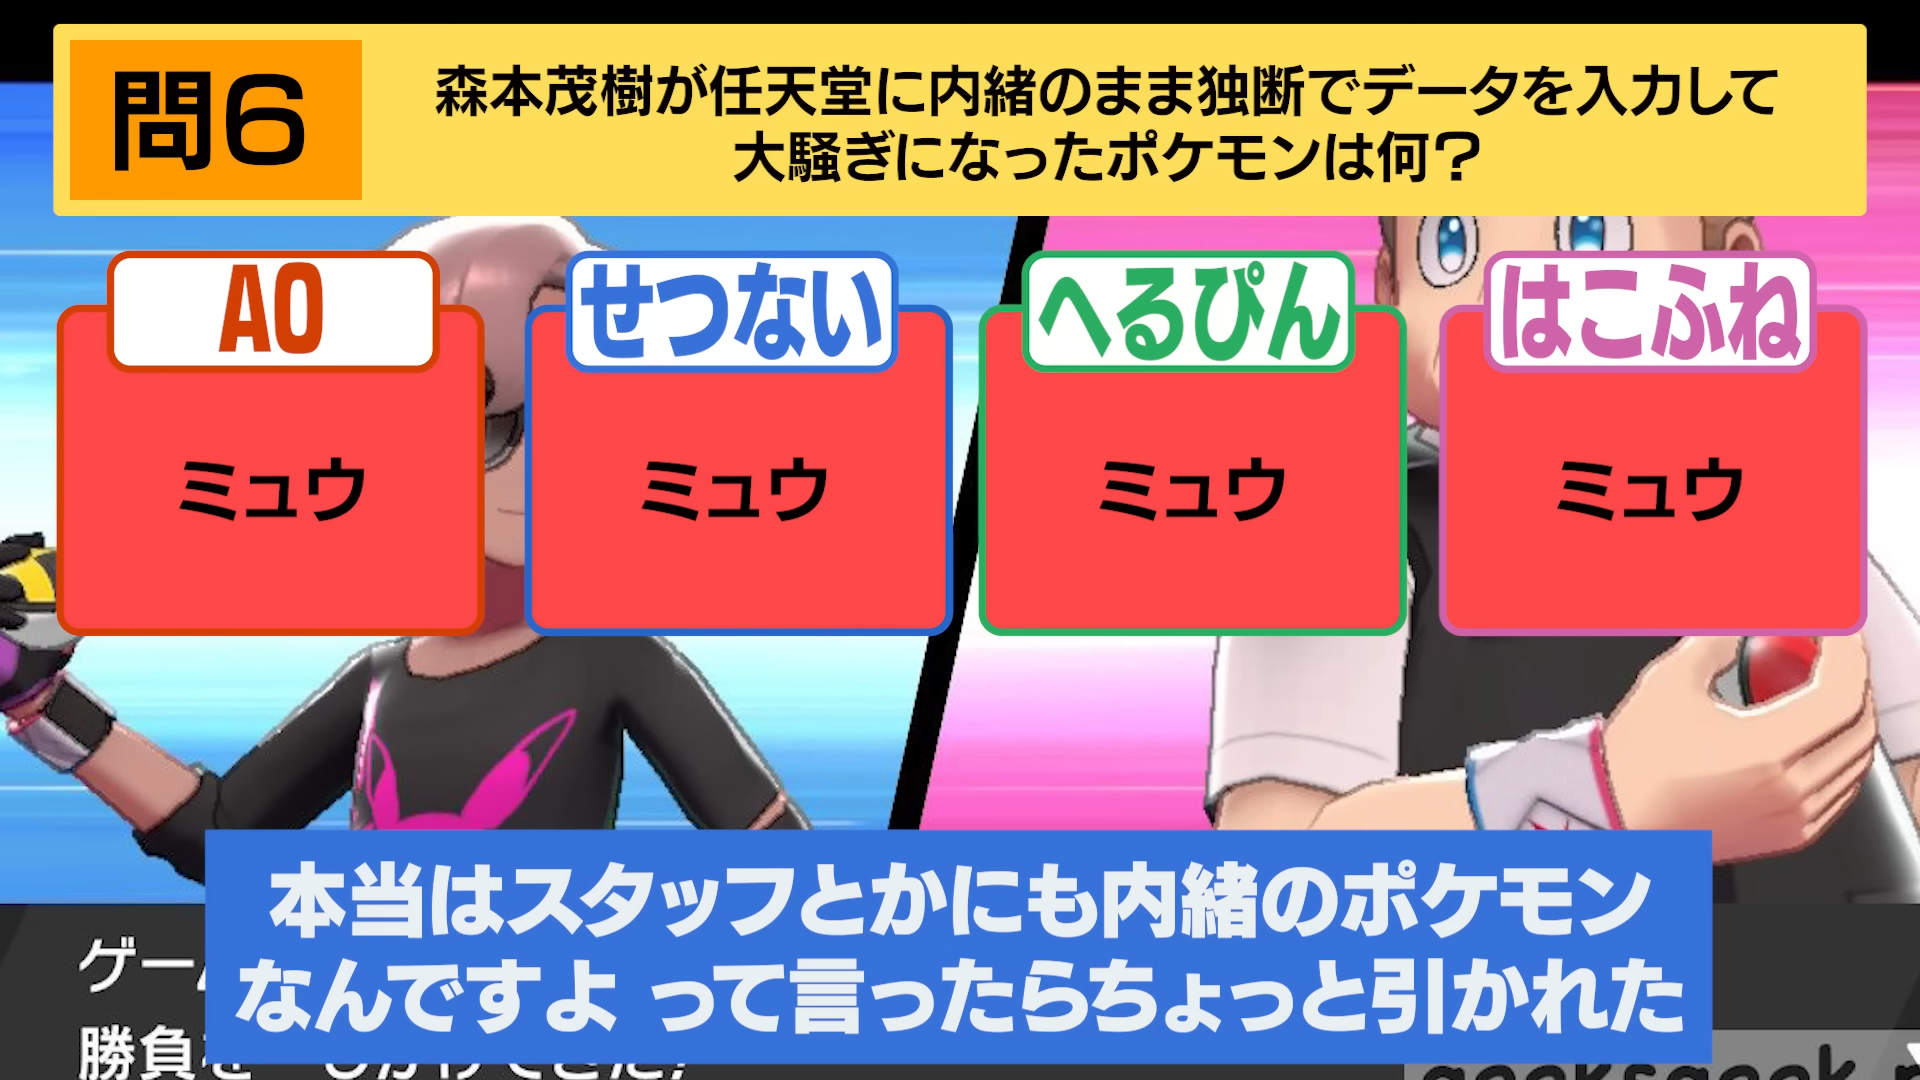 問6
森本茂樹が任天堂に内緒のまま独断でデータを入力して
大騒ぎになったポケモンは何?
AO
せつない
へるぴん
はこふね
ミュウ
ミュウ
ミュウ
ミュウ
本当はスタッフとかにも内緒のポケモン
なんですよ って言ったらちょっと引かれた
ゲー
勝負を